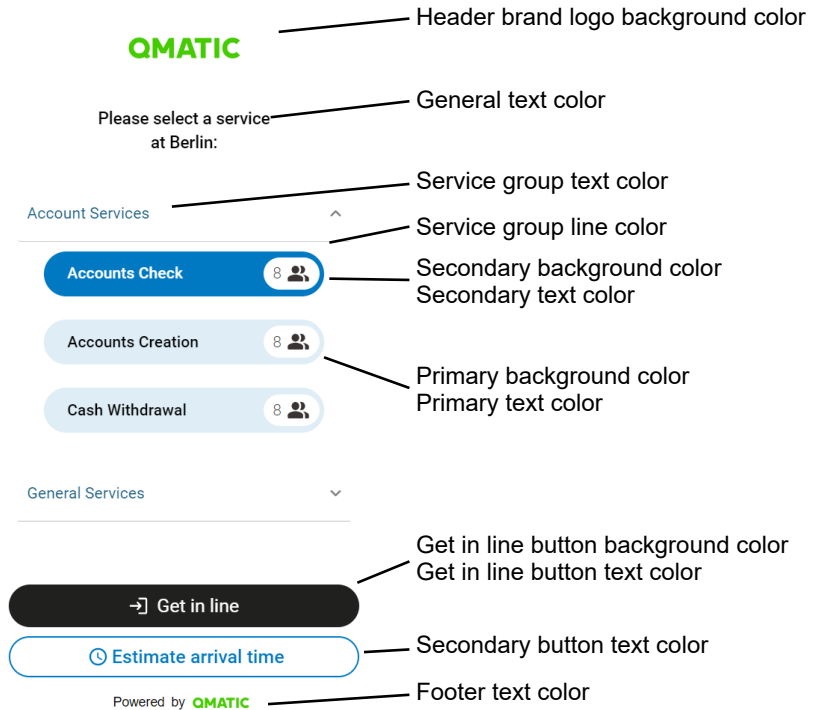 Header brand logo background color
QMATIC
General text color
Please select a service
at Berlin:
Service group text color
Account Services
Service group line color
Accounts Check 8
Secondary background color
Secondary text color
Accounts Creation 8
Primary background color
Primary text color
Cash Withdrawal 8
General Services
Get in line button background color
Get in line button text color
Get in line
Estimate arrival time
Secondary button text color
Powered by QMATIC
Footer text color